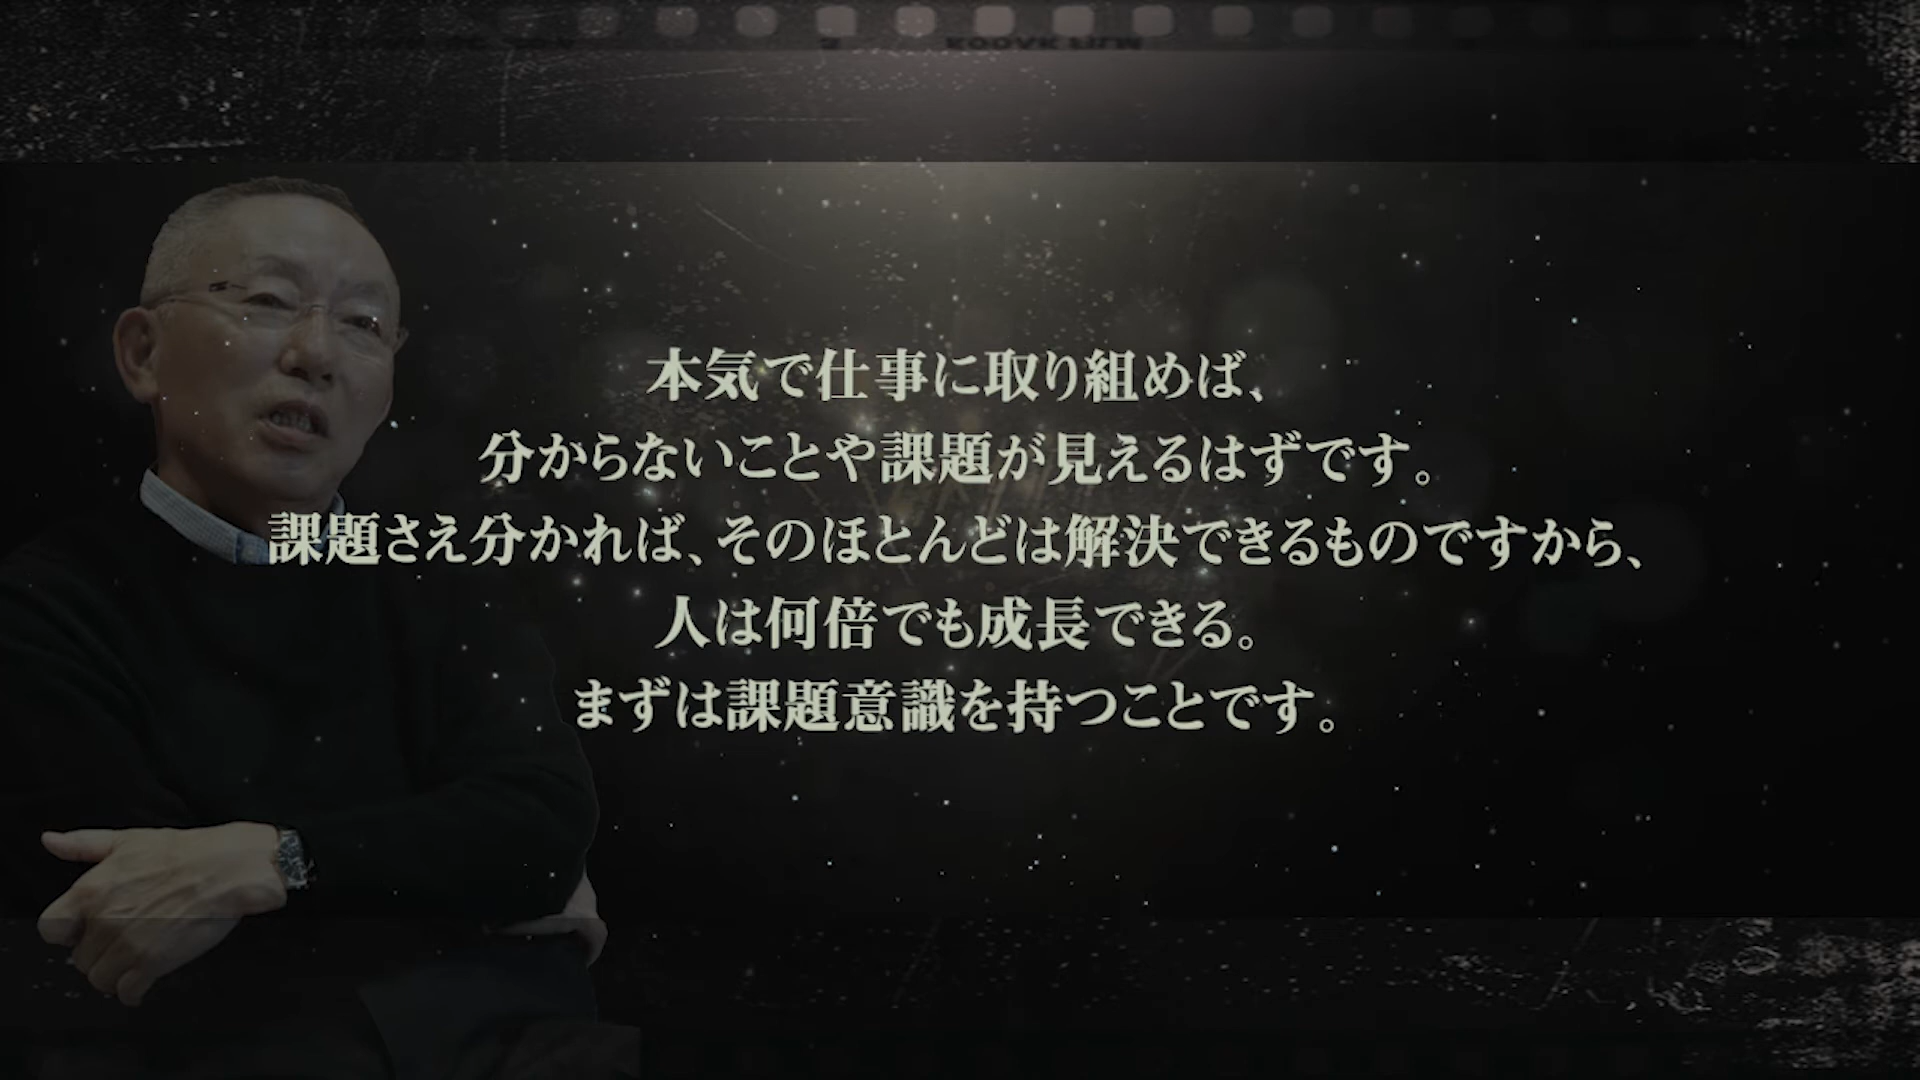 KODAK FILM
本気で仕事に取り組めば、
分からないことや課題が見えるはずです。
課題さえ分かれば、そのほとんどは解決できるものですから、
人は何倍でも成長できる。
まずは課題意識を持つことです。